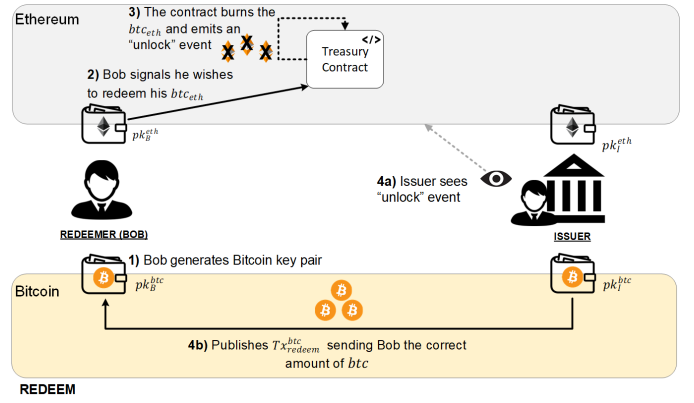 Ethereum
3) The contract burns the
btc_eth and emits an
“unlock” event
</>
Treasury
Contract
2) Bob signals he wishes
to redeem his btc_eth
pk_B^eth
pk_I^eth
4a) Issuer sees
“unlock” event
REDEEMER (BOB)
ISSUER
1) Bob generates Bitcoin key pair
Bitcoin
pk_B^btc
pk_I^btc
4b) Publishes Tx_redeem^btc sending Bob the correct
amount of btc
REDEEM